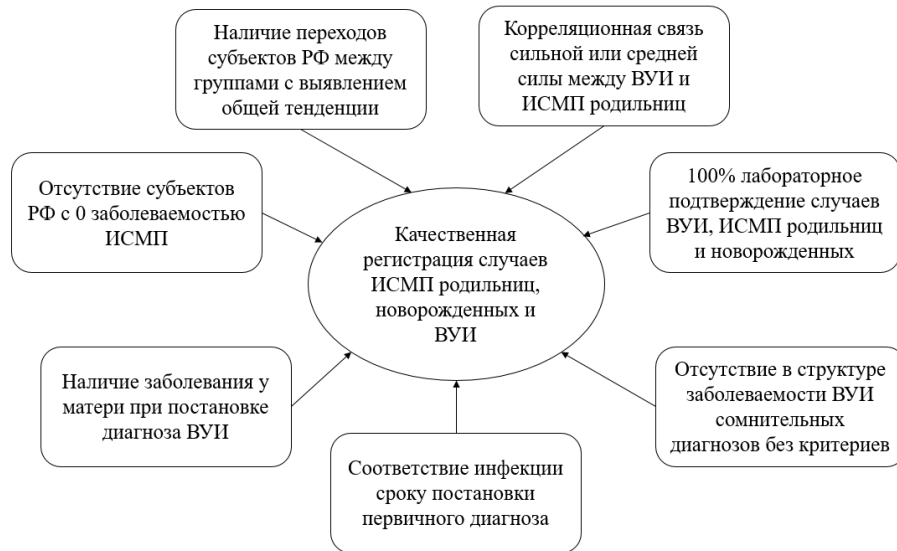 Наличие переходов
субъектов РФ между
группами с выявлением
общей тенденции
Корреляционная связь
сильной или средней
силы между ВУИ и
ИСМП родильниц
Отсутствие субъектов
РФ с 0 заболеваемостью
ИСМП
100% лабораторное
подтверждение случаев
ВУИ, ИСМП родильниц
и новорожденных
Качественная
регистрация случаев
ИСМП родильниц,
новорожденных и
ВУИ
Наличие заболевания у
матери при постановке
диагноза ВУИ
Отсутствие в структуре
заболеваемости ВУИ
сомнительных
диагнозов без критериев
Соответствие инфекции
сроку постановки
первичного диагноза